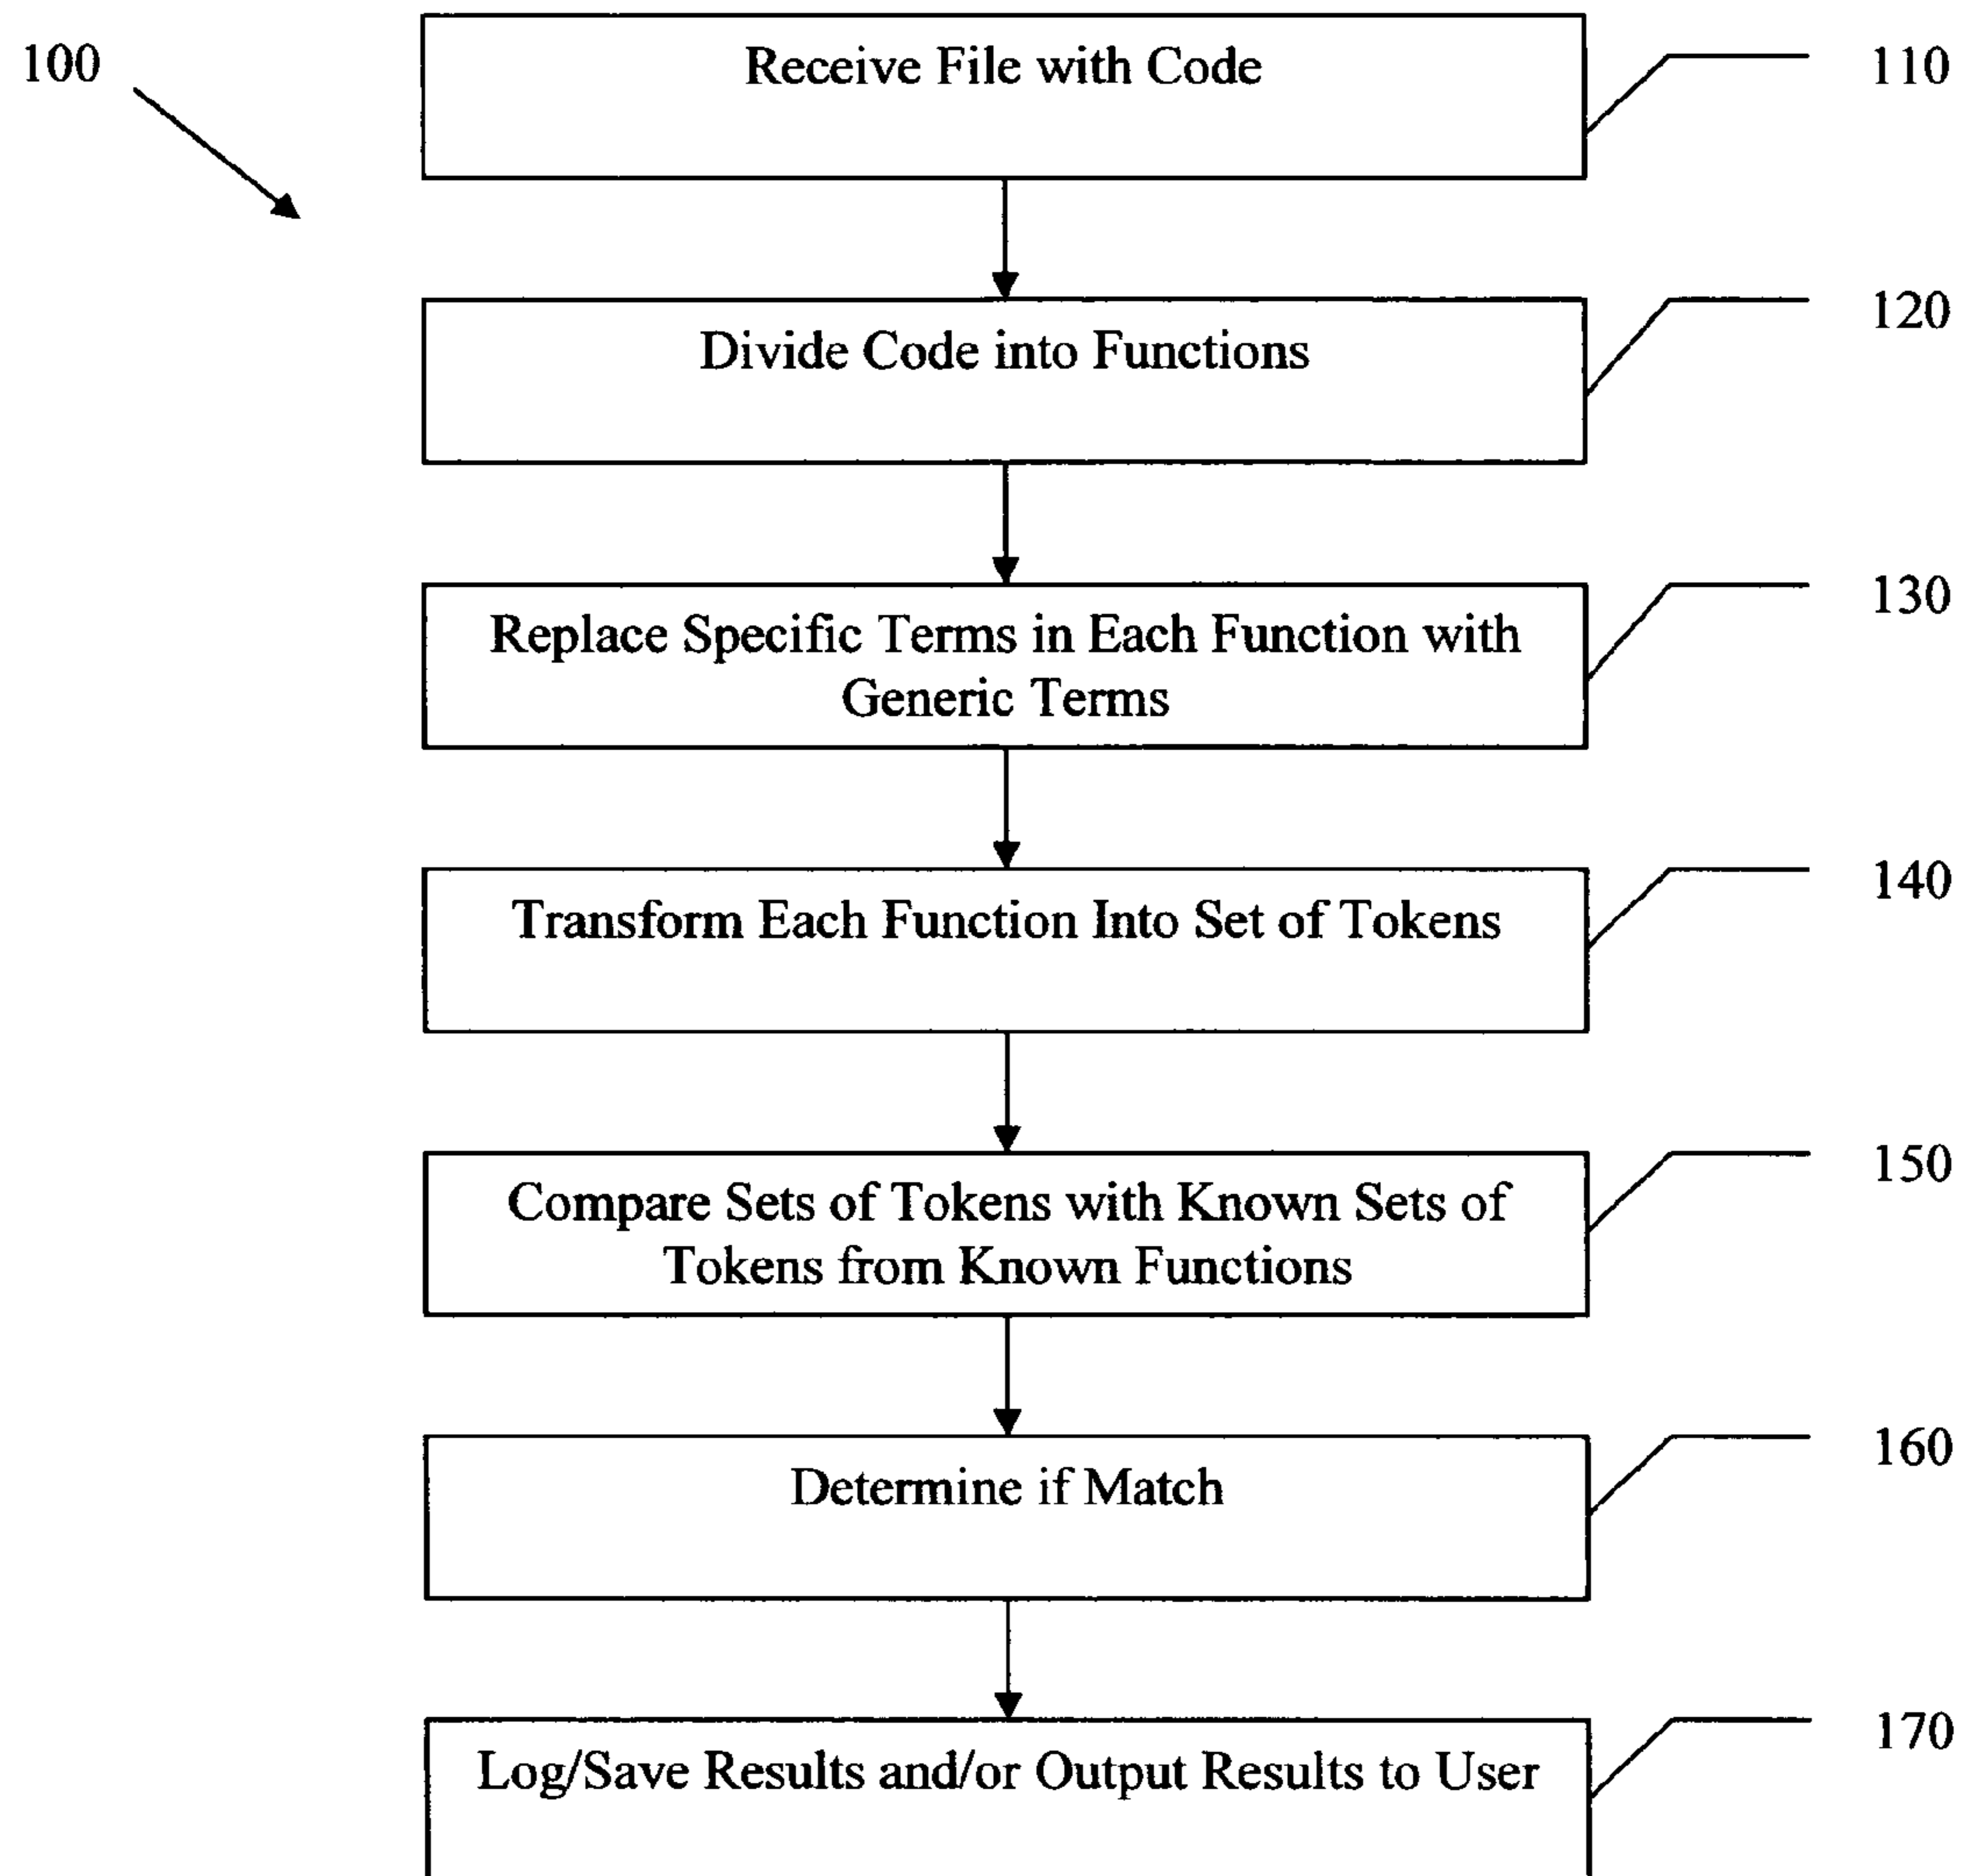 100
Receive File with Code
110
Divide Code into Functions
120
Replace Specific Terms in Each Function with
Generic Terms
130
Transform Each Function Into Set of Tokens
140
Compare Sets of Tokens with Known Sets of
Tokens from Known Functions
150
Determine if Match
160
Log/Save Results and/or Output Results to User
170